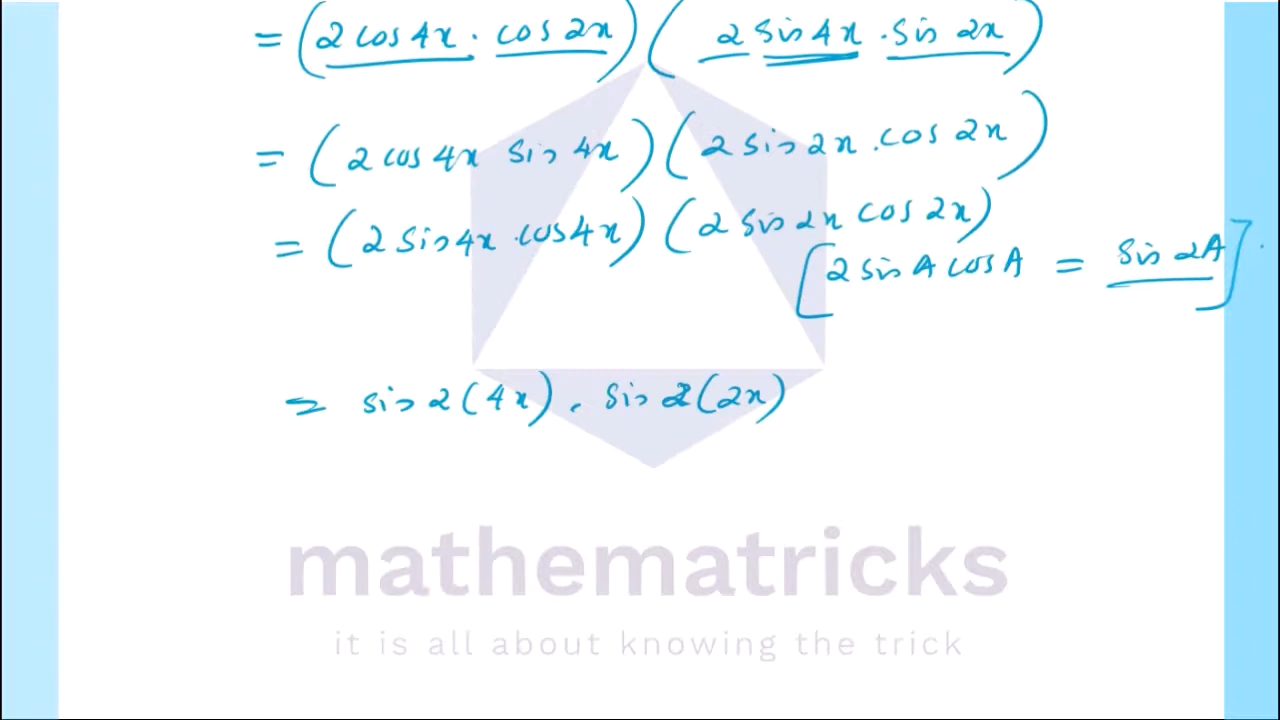 = (2 cos 4x . cos 2x) (2 sin 4x . sin 2x)
= (2 cos 4x sin 4x) (2 sin 2x . cos 2x)
= (2 sin 4x . cos 4x) (2 sin 2x cos 2x)
[2 sin A cos A = sin 2A] .
= sin 2(4x) . sin 2(2x)
mathematricks
it is all about knowing the trick